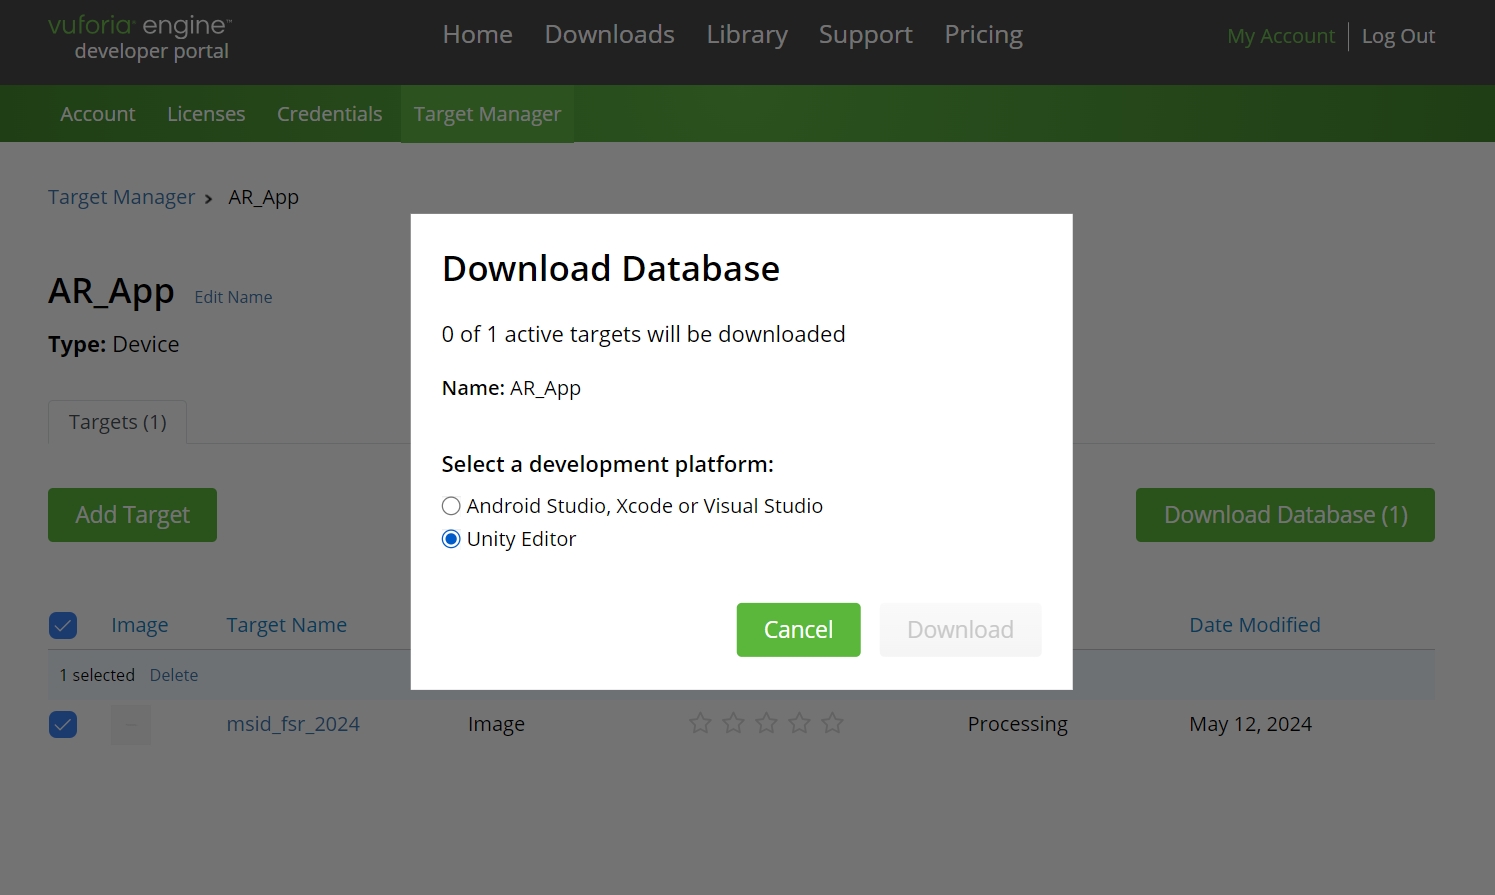 vuforia engine™
developer portal
Home Downloads Library Support Pricing
My Account Log Out
Account Licenses Credentials Target Manager
Target Manager > AR_App
AR_App Edit Name
Type: Device
Targets (1)
Add Target
Download Database (1)
Download Database
0 of 1 active targets will be downloaded
Name: AR_App
Select a development platform:
Android Studio, Xcode or Visual Studio
Unity Editor
Cancel Download
Image Target Name Date Modified
1 selected Delete
msid_fsr_2024 Image Processing May 12, 2024